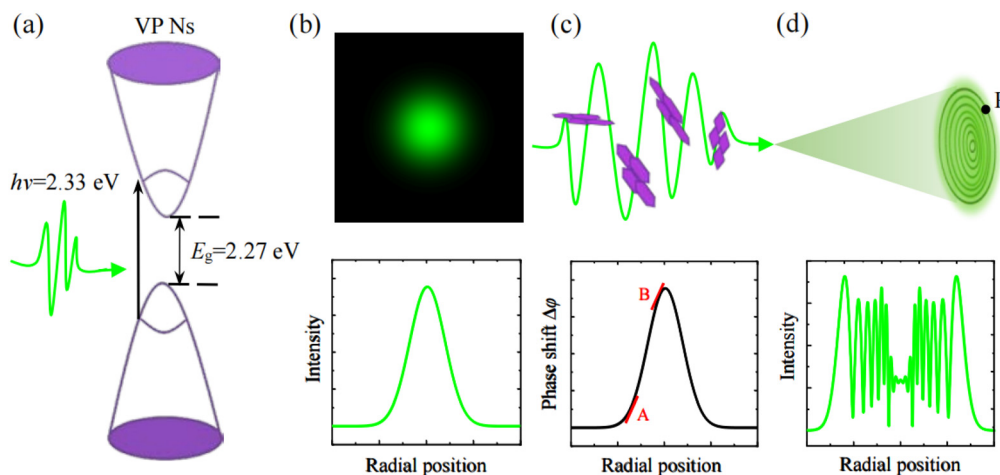 (a)
VP Ns
hν=2.33 eV
Eg=2.27 eV
(b)
Intensity
Radial position
(c)
Phase shift Δφ
B
A
Radial position
(d)
Intensity
Radial position